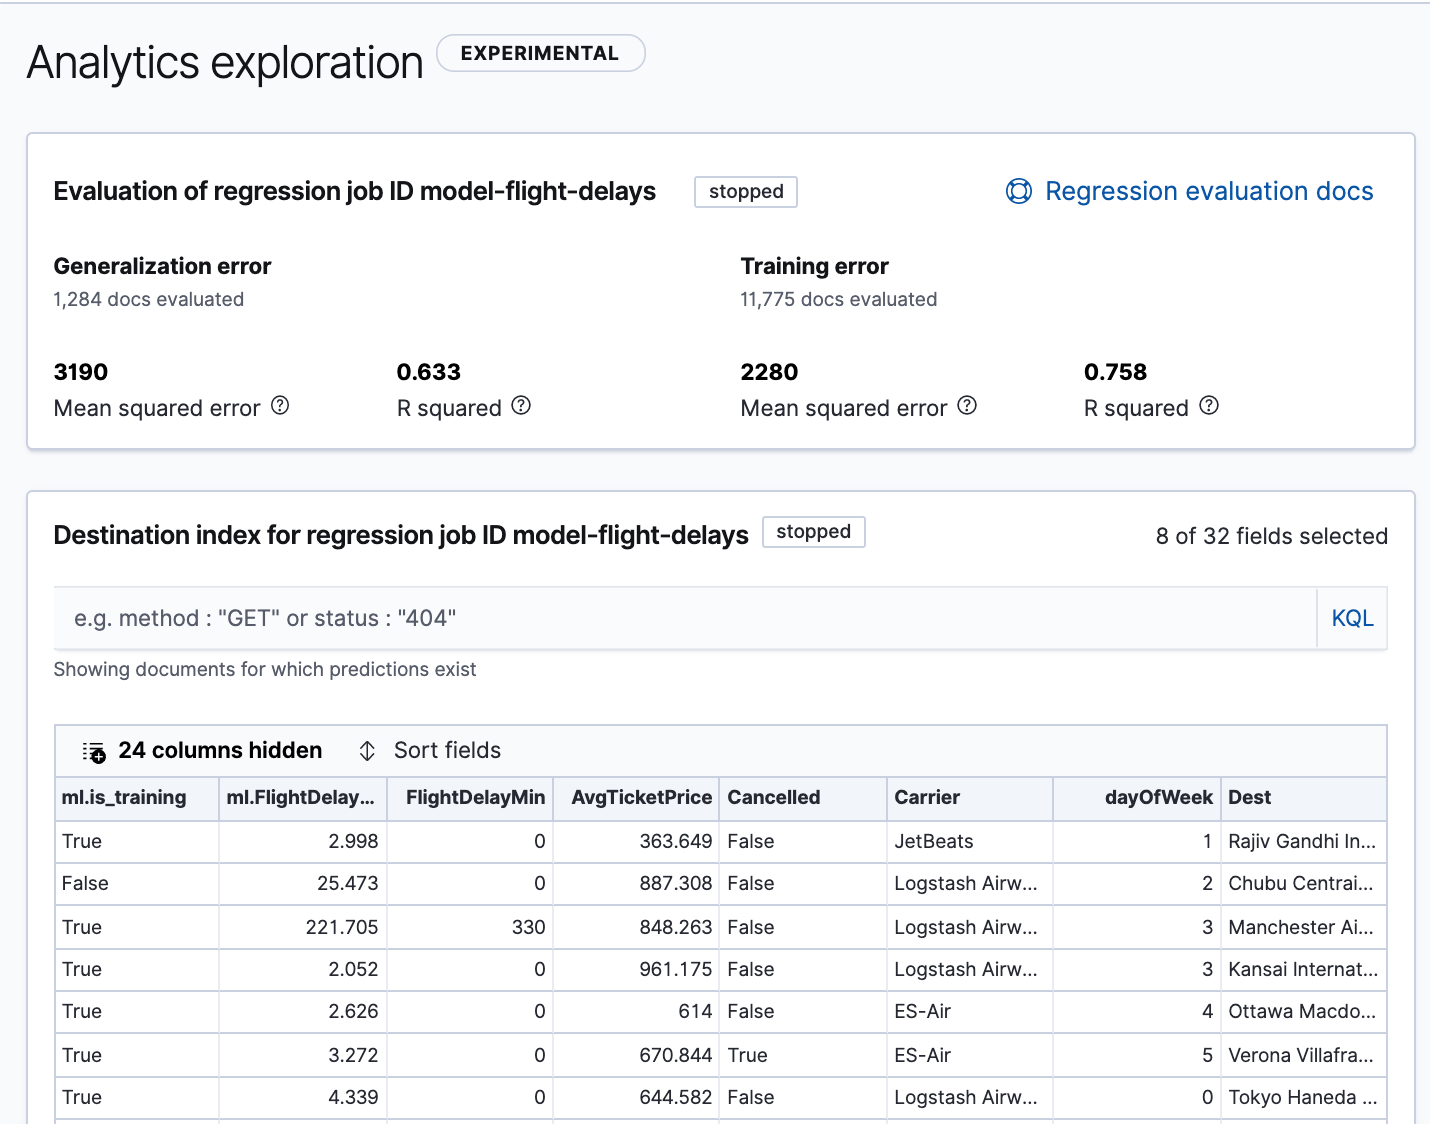 Analytics exploration EXPERIMENTAL
Evaluation of regression job ID model-flight-delays stopped Regression evaluation docs
Generalization error Training error
1,284 docs evaluated 11,775 docs evaluated
3190 0.633 2280 0.758
Mean squared error R squared Mean squared error R squared
Destination index for regression job ID model-flight-delays stopped 8 of 32 fields selected
e.g. method : "GET" or status : "404" KQL
Showing documents for which predictions exist
24 columns hidden Sort fields
ml.is_training ml.FlightDelay... FlightDelayMin AvgTicketPrice Cancelled Carrier dayOfWeek Dest
True 2.998 0 363.649 False JetBeats 1 Rajiv Gandhi In...
False 25.473 0 887.308 False Logstash Airw... 2 Chubu Centrai...
True 221.705 330 848.263 False Logstash Airw... 3 Manchester Ai...
True 2.052 0 961.175 False Logstash Airw... 3 Kansai Internat...
True 2.626 0 614 False ES-Air 4 Ottawa Macdo...
True 3.272 0 670.844 True ES-Air 5 Verona Villafra...
True 4.339 0 644.582 False Logstash Airw... 0 Tokyo Haneda ...